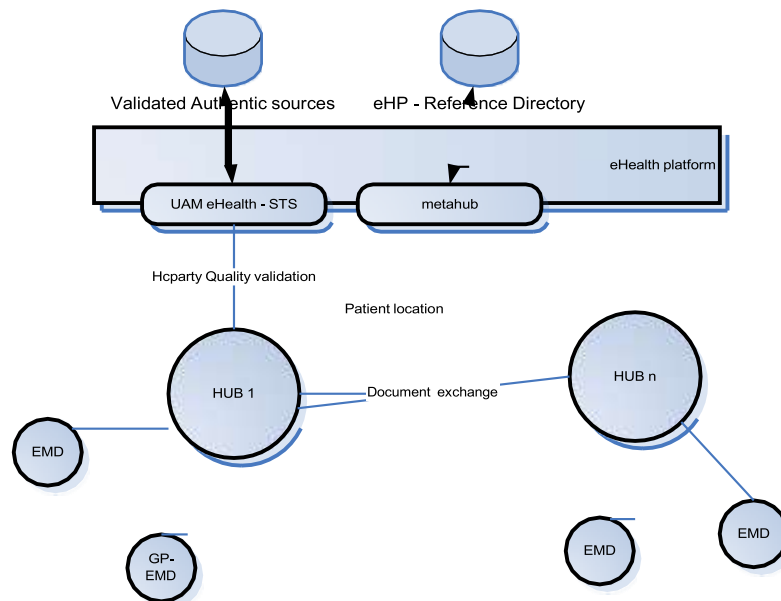 Validated Authentic sources
eHP - Reference Directory
eHealth platform
UAM eHealth - STS
metahub
Hcparty Quality validation
Patient location
HUB 1
Document exchange
HUB n
EMD
GP-
EMD
EMD
EMD